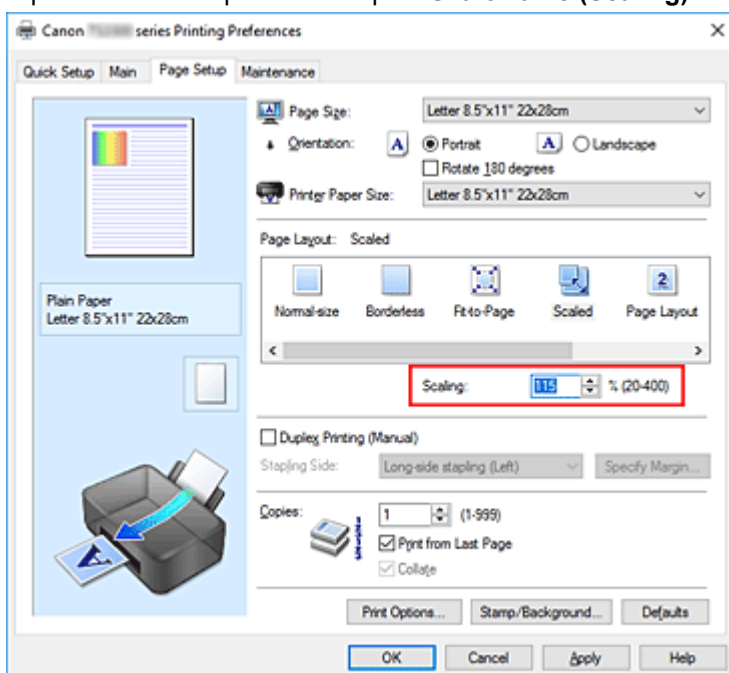 Canon series Printing Preferences
Quick Setup Main Page Setup Maintenance
Page Size: Letter 8.5"x11" 22x28cm
Orientation: A Portrait A Landscape
Rotate 180 degrees
Printer Paper Size: Letter 8.5"x11" 22x28cm
Page Layout: Scaled
Normal-size Borderless Fit-to-Page Scaled Page Layout
Plain Paper
Letter 8.5"x11" 22x28cm
Scaling: 115 % (20-400)
Duplex Printing (Manual)
Stapling Side: Long-side stapling (Left) Specify Margin...
Copies: 1 (1-999)
Print from Last Page
Collate
Print Options... Stamp/Background... Defaults
OK Cancel Apply Help